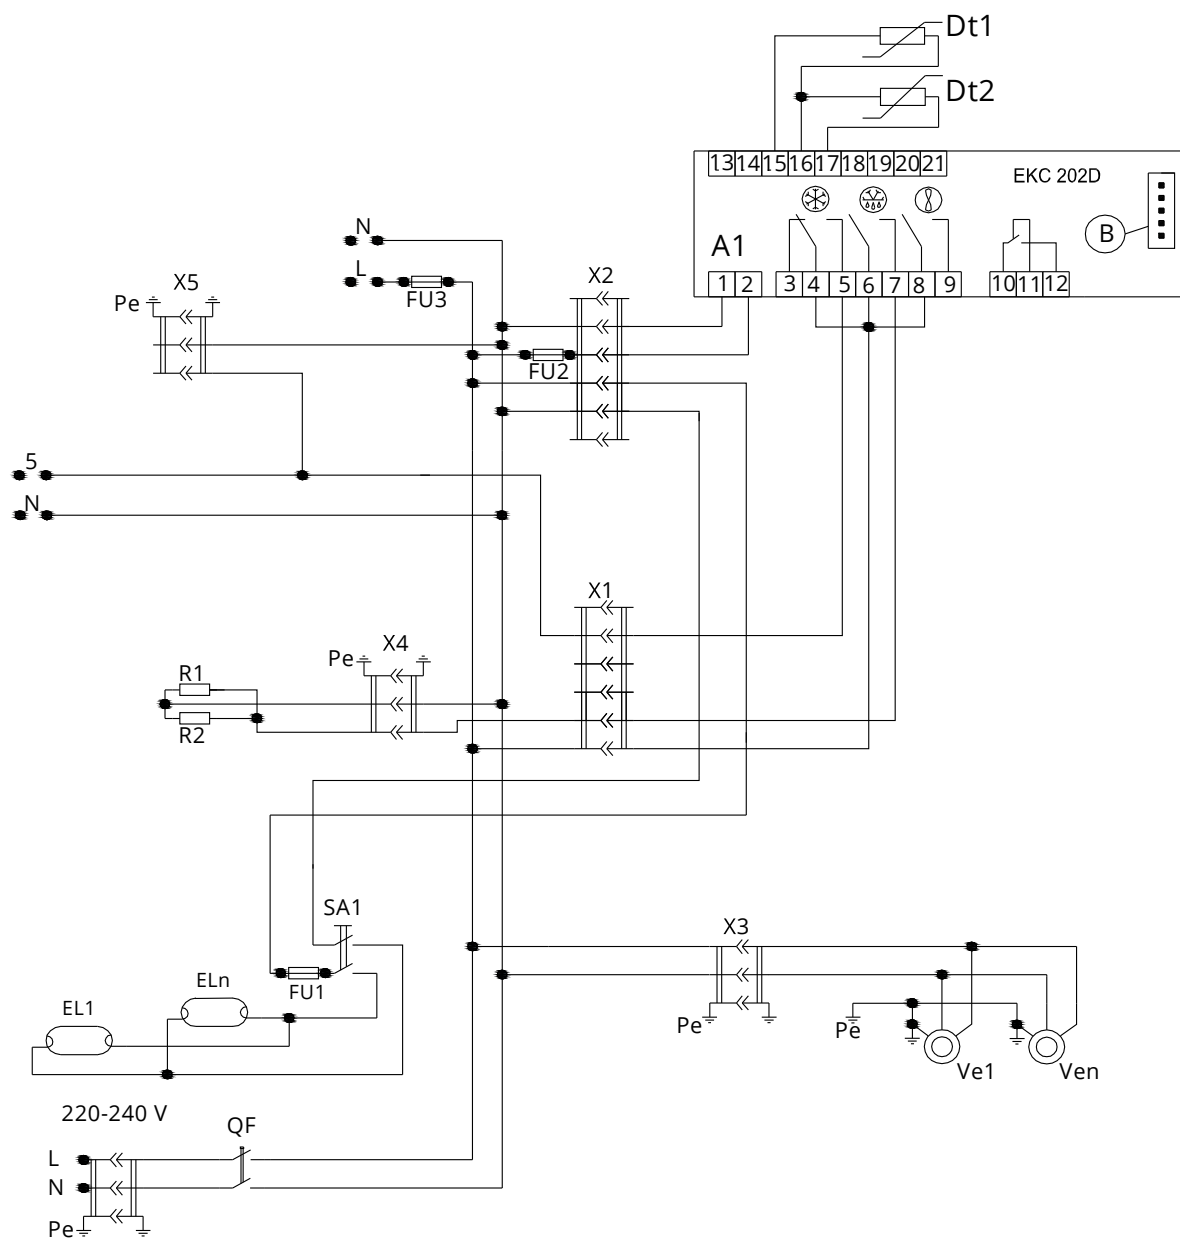 Dt1
Dt2
13 14 15 16 17 18 19 20 21
EKC 202D
B
A1
1 2 3 4 5 6 7 8 9 10 11 12
N
L
FU3
X5
Pe
X2
FU2
5
N
X1
X4
Pe
R1
R2
SA1
FU1
ELn
EL1
X3
Pe
Pe
Ve1
Ven
220-240 V
QF
L
N
Pe